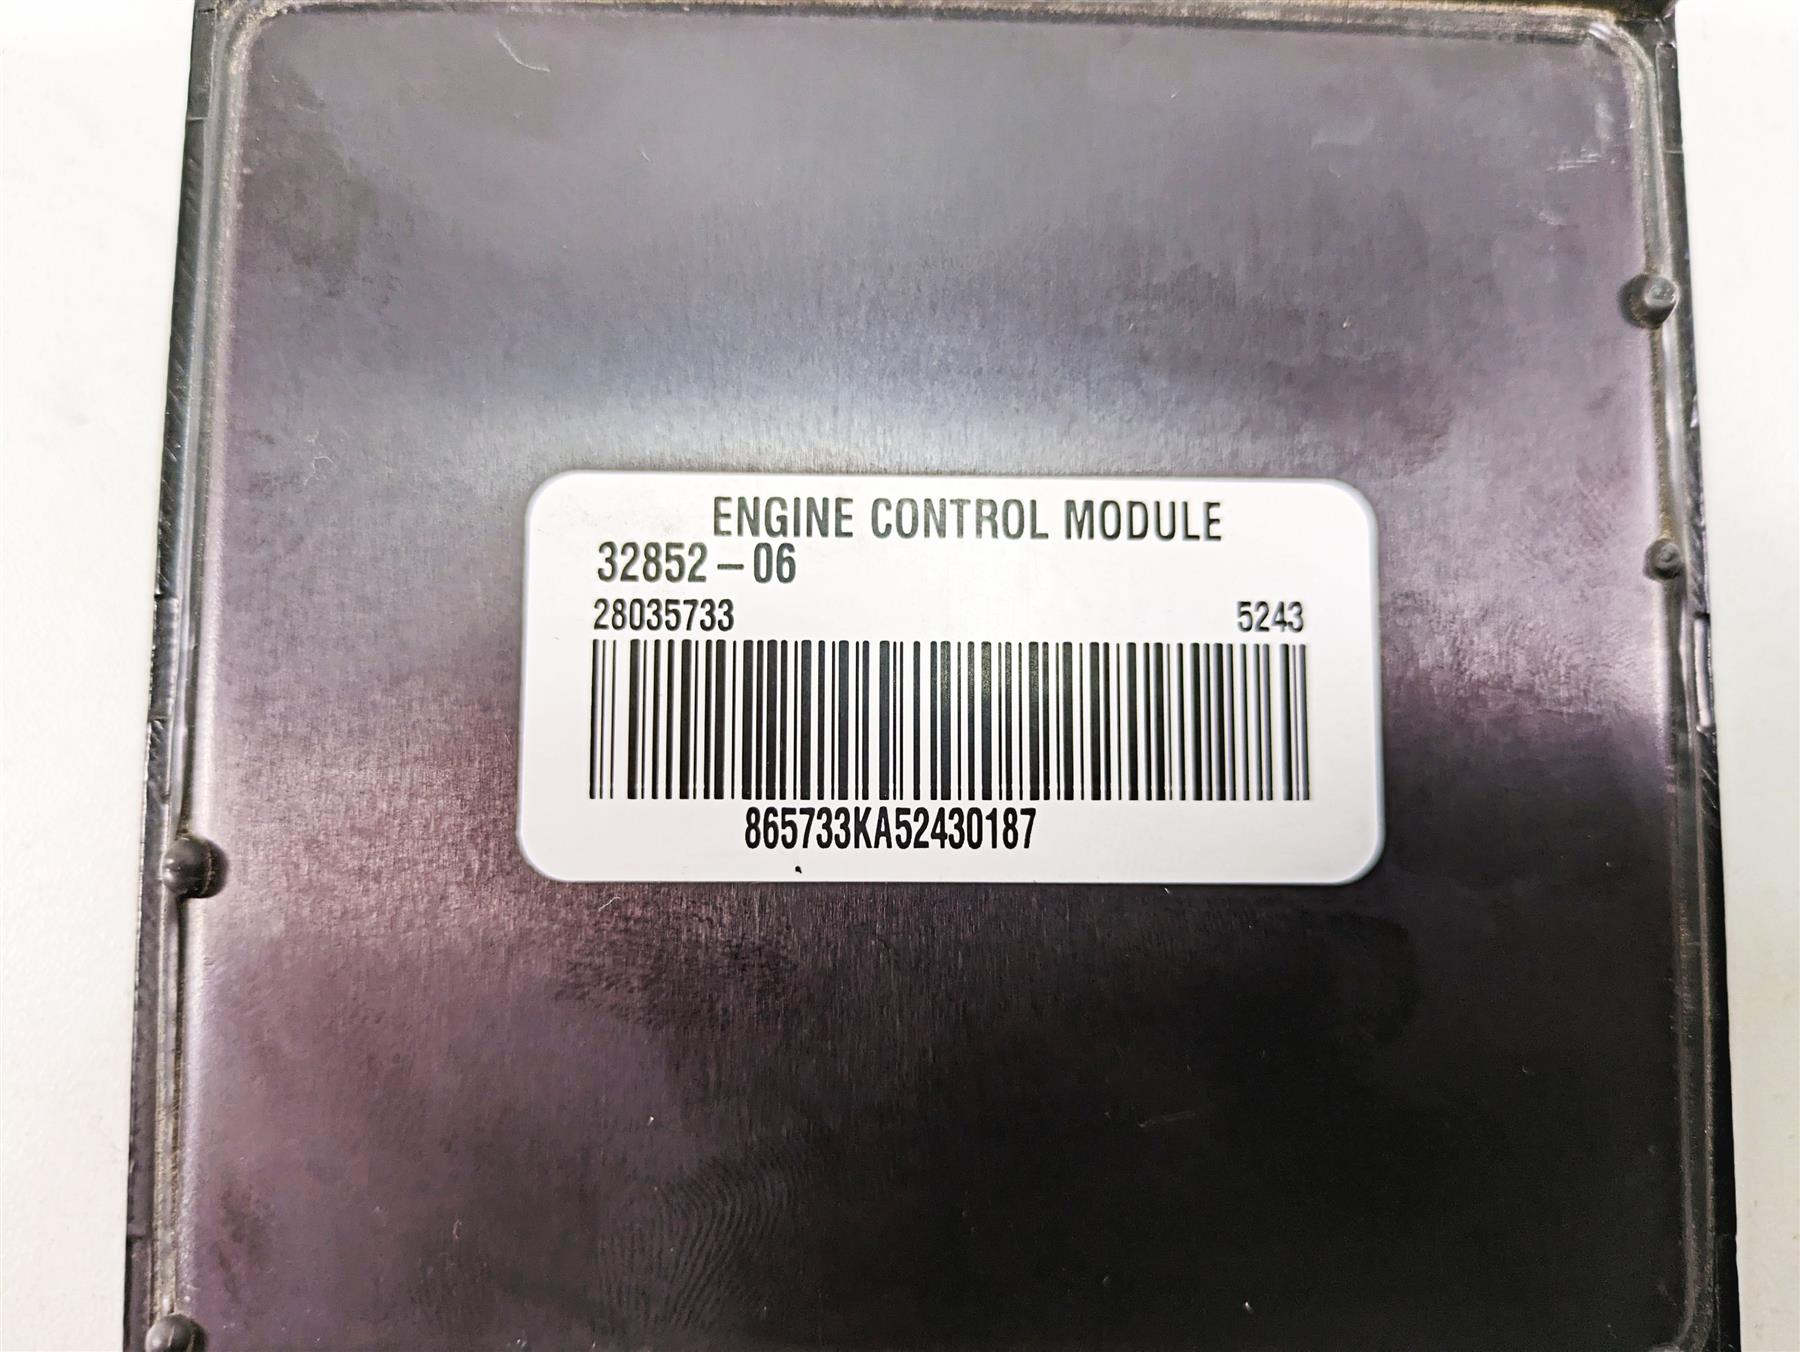 ENGINE CONTROL MODULE
32852-06
28035733 5243
865733KA52430187